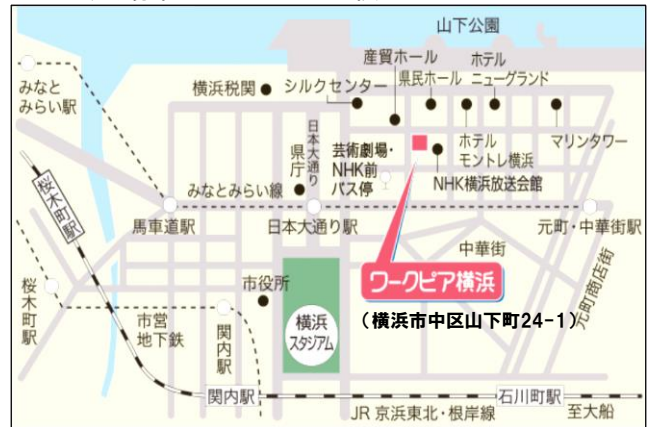 山下公園
産貿ホール
ホテル
ニューグランド
県民ホール
みなと
みらい駅
横浜税関
シルクセンター
日本大通り
県庁
芸術劇場・
NHK前
バス停
ホテル
モントレ横浜
マリンタワー
NHK横浜放送会館
みなとみらい線
桜木町駅
馬車道駅
日本大通り駅
元町・中華街駅
中華街
元町商店街
ワークピア横浜
(横浜市中区山下町24-1)
市役所
横浜
スタジアム
桜木町駅
市営
地下鉄
関内駅
関内駅
石川町駅
JR 京浜東北・根岸線
至大船